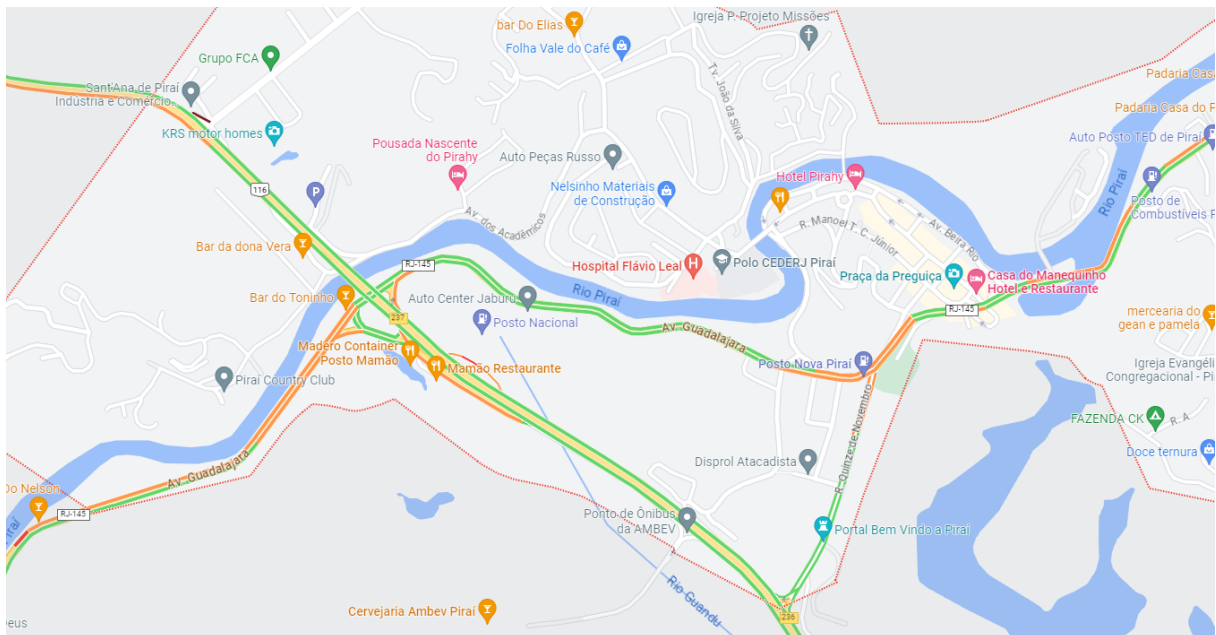 Igreja P. Projeto Missões
bar Do Elias
Folha Vale do Café
Grupo FCA
Sant'Ana de Piraí
Indústria e Comércio.
Tv. João da Silva
Padaria Casa
Padaria Casa do P
Auto Posto TED de Piraí
KRS motor homes
Pousada Nascente
do Pirahy
Auto Peças Russo
Hotel Pirahy
Nelsinho Materiais
de Construção
116
P
Rio Piraí
Posto de
Combustíveis P
Av. dos Acadêmicos
R. Manoel T. C. Júnior
Av. Beira Rio
Bar da dona Vera
RJ-145
Hospital Flávio Leal
H
Polo CEDERJ Piraí
Praça da Preguiça
Casa do Manequinho
Hotel e Restaurante
Bar do Toninho
Auto Center Jaburu
Rio Piraí
RJ-145
237
Posto Nacional
Av. Guadalajara
mercearia do
gean e pamela
Madero Container
Posto Mamão
Mamão Restaurante
Posto Nova Piraí
Piraí Country Club
Igreja Evangéli
Congregacional - Pi
FAZENDA CK
R. A
R. Quinze de Novembro
Disprol Atacadista
Doce ternura
Av. Guadalajara
Do Nelson
RJ-145
Ponto de Ônibus
da AMBEV
Portal Bem Vindo a Piraí
Rio Guandu
Cervejaria Ambev Piraí
236
eus